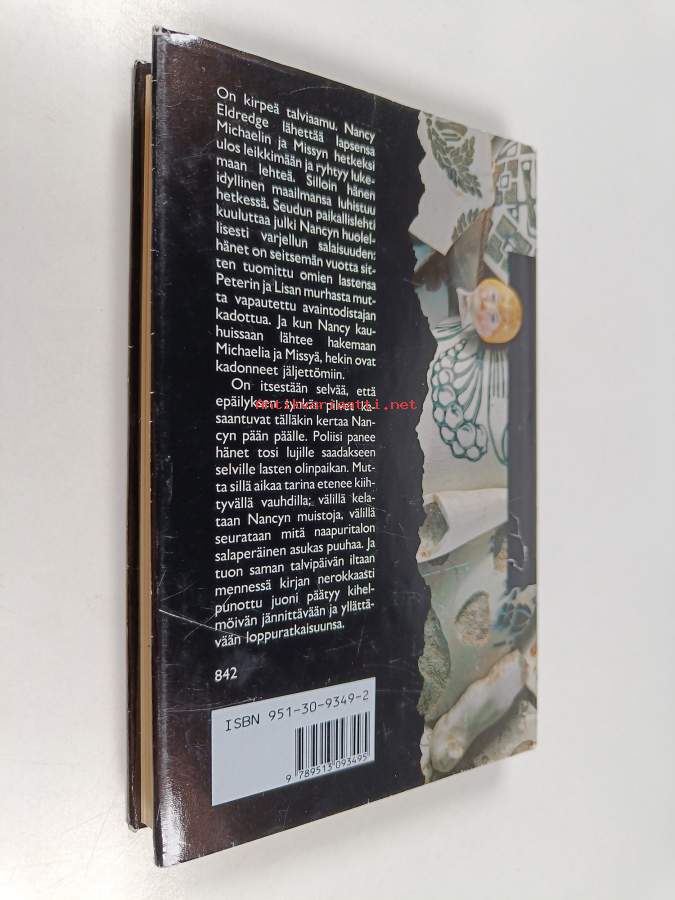 On kirpeä talviaamu. Nancy
Eldredge lähettää lapsensa
Michaelin ja Missyn hetkeksi
ulos leikkimään ja ryhtyy luke-
maan lehteä. Silloin hänen
idyllinen maailmansa luhistuu
hetkessä. Seudun paikallislehti
kuuluttaa julki Nancyn huolel-
lisesti varjellun salaisuuden:
hänet on seitsemän vuotta sit-
ten tuomittu omien lastensa
Peterin ja Lisan murhasta mut-
ta vapautettu avaintodistajan
kadottua. Ja kun Nancy kau-
huissaan lähtee hakemaan
Michaelia ja Missyä, hekin ovat
kadonneet jäljettömiin.
On itsestään selvää, että
epäilyksen synkät pilvet ke-
saantuvat tälläkin kertaa Nan-
cyn pään päälle. Poliisi panee
hänet tosi lujille saadakseen
selville lasten olinpaikan. Mut-
ta sillä aikaa tarina etenee kiih-
tyvällä vauhdilla; välillä kela-
taan Nancyn muistoja, välillä
seurataan mitä naapuritalon
salaperäinen asukas puuhaa. Ja
tuon saman talvipäivän iltaan
mennessä kirjan nerokkaasti
punottu juoni päätyy kihel-
möivän jännittävään ja yllättä-
vään loppuratkaisuunsa.
842
ISBN 951-30-9349-2
9 789513 093495